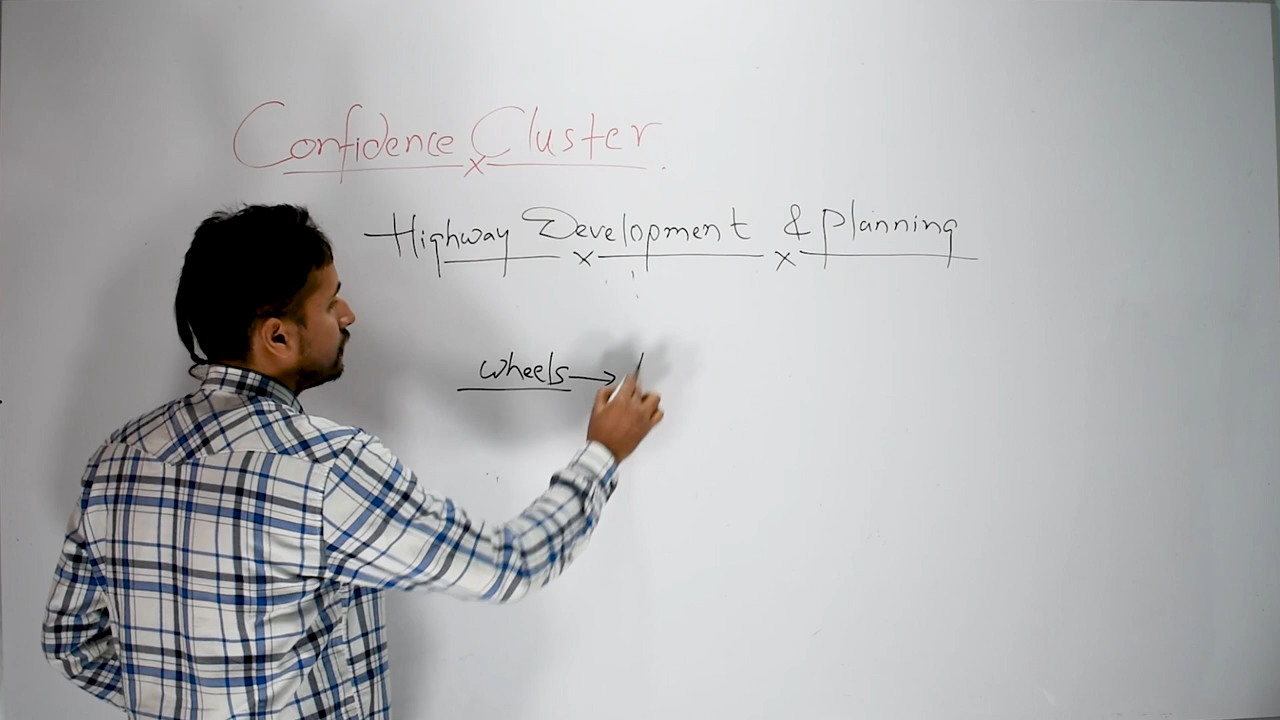 Confidence Cluster
Highway Development & Planning
wheels →